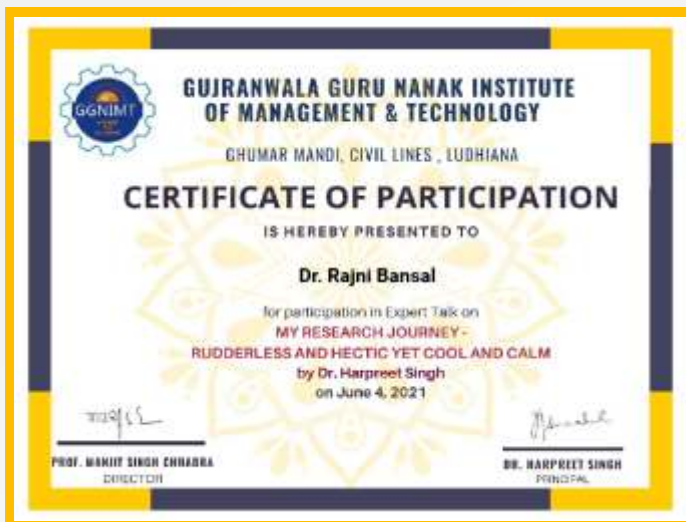 GGNIMT
GUJRANWALA GURU NANAK INSTITUTE
OF MANAGEMENT & TECHNOLOGY
GHUMAR MANDI, CIVIL LINES , LUDHIANA
CERTIFICATE OF PARTICIPATION
IS HEREBY PRESENTED TO
Dr. Rajni Bansal
for participation in Expert Talk on
MY RESEARCH JOURNEY -
RUDDERLESS AND HECTIC YET COOL AND CALM
by Dr. Harpreet Singh
on June 4, 2021
PROF. MANJIT SINGH CHHABRA
DIRECTOR
DR. HARPREET SINGH
PRINCIPAL